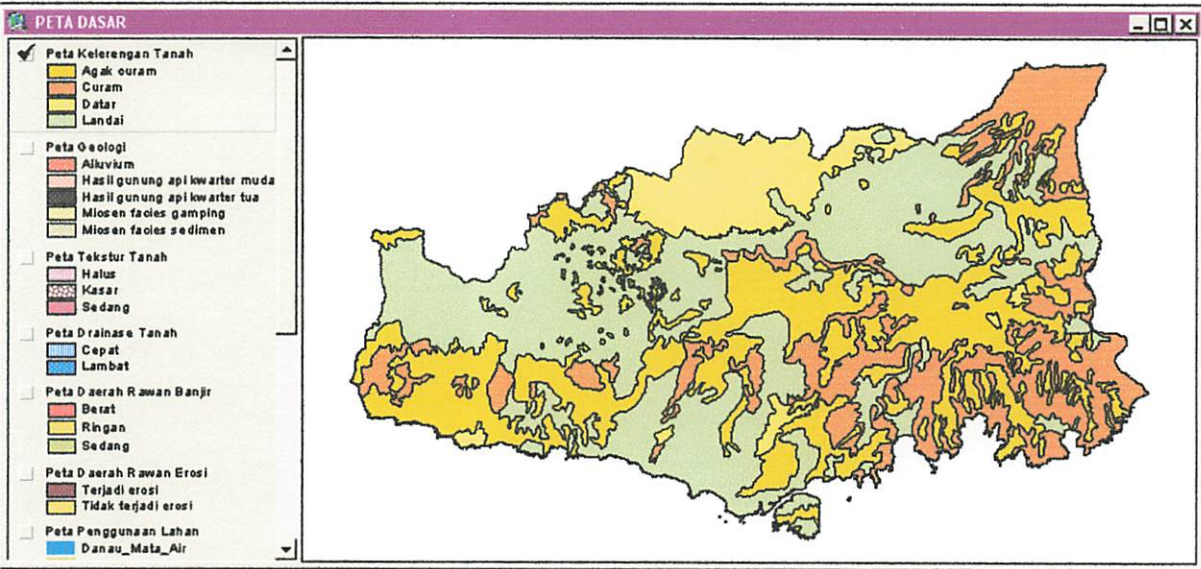 PETA DASAR
Peta Kelerengan Tanah
Agak curam
Curam
Datar
Landai
Peta Geologi
Alluvium
Hasil gunung api kwarter muda
Hasil gunung api kwarter tua
Miosen facies gamping
Miosen facies sedimen
Peta Tekstur Tanah
Halus
Kasar
Sedang
Peta Drainase Tanah
Cepat
Lambat
Peta Daerah Rawan Banjir
Berat
Ringan
Sedang
Peta Daerah Rawan Erosi
Terjadi erosi
Tidak terjadi erosi
Peta Penggunaan Lahan
Danau_Mata_Air